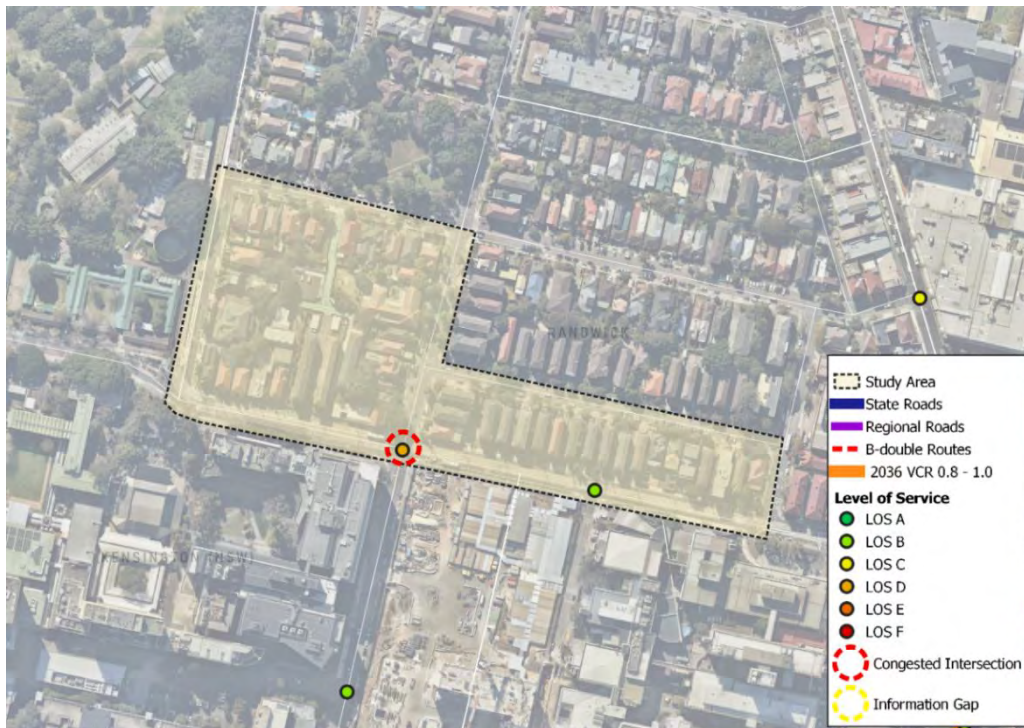 RANDWICK
KENSINGTON (NSW)
Study Area
State Roads
Regional Roads
B-double Routes
2036 VCR 0.8 - 1.0
Level of Service
LOS A
LOS B
LOS C
LOS D
LOS E
LOS F
Congested Intersection
Information Gap